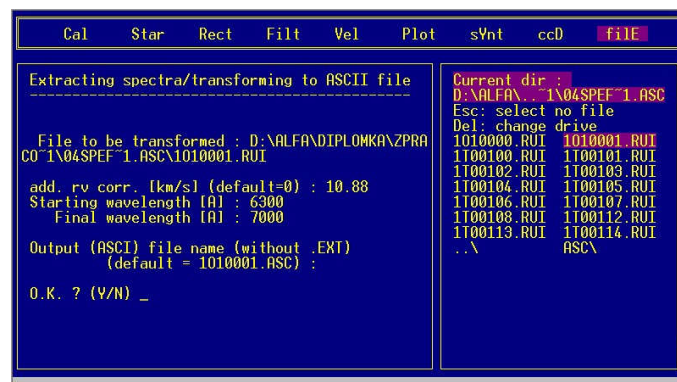 Cal Star Rect Filt Vel Plot sYnt ccD filE
Extracting spectra/transforming to ASCII file
---------------------------------------------
File to be transformed : D:\ALFA\DIPLOMKA\ZPRA
CO~1\04SPEF~1.ASC\1O10001.RUI
add. rv corr. [km/s] (default=0) : 10.88
Starting wavelength [A] : 6300
Final wavelength [A] : 7000
Output (ASCI) file name (without .EXT)
(default = 1O10001.ASC) :
O.K. ? (Y/N) _
Current dir :
D:\ALFA\..~1\04SPEF~1.ASC
Esc: select no file
Del: change drive
1O10000.RUI 1O10001.RUI
1T00100.RUI 1T00101.RUI
1T00102.RUI 1T00103.RUI
1T00104.RUI 1T00105.RUI
1T00106.RUI 1T00107.RUI
1T00108.RUI 1T00112.RUI
1T00113.RUI 1T00114.RUI
..\ ASC\